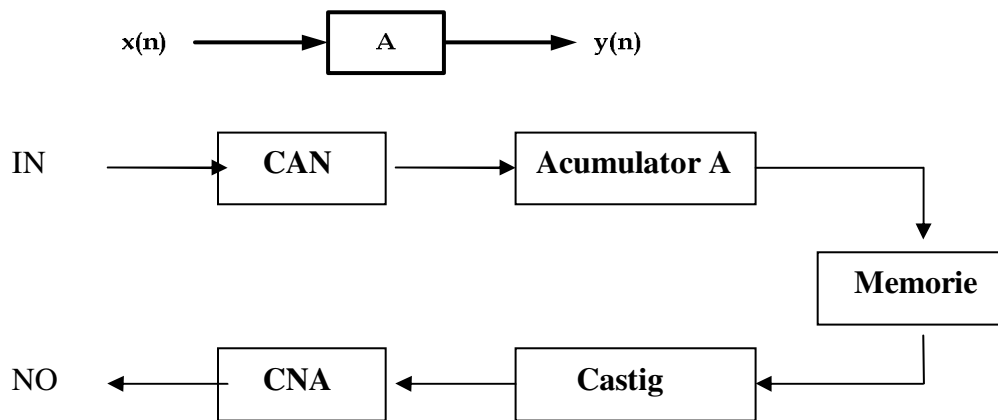 x(n) A y(n)
IN CAN Acumulator A
Memorie
NO CNA Castig